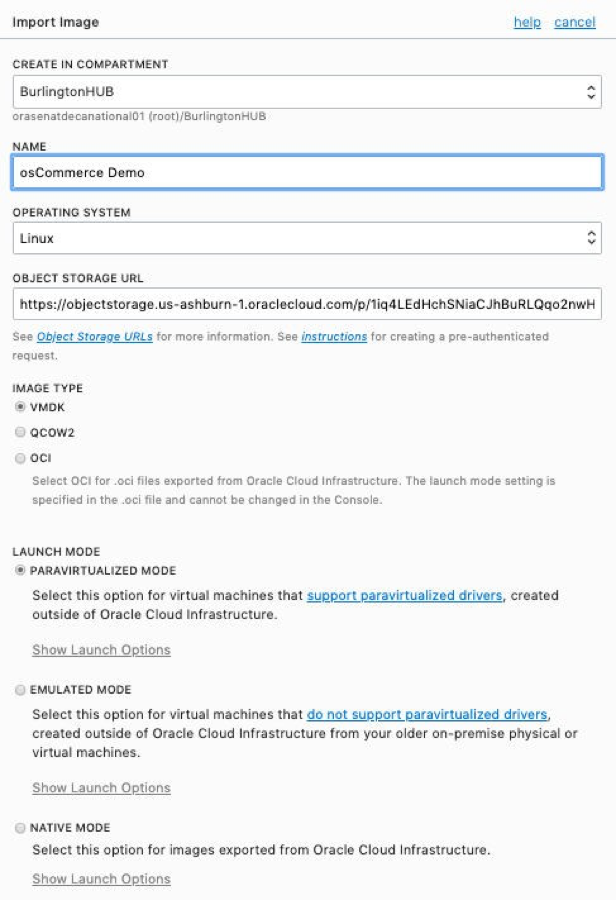 Import Image
help cancel
CREATE IN COMPARTMENT
BurlingtonHUB
orasenatdecanational01 (root)/BurlingtonHUB
NAME
osCommerce Demo
OPERATING SYSTEM
Linux
OBJECT STORAGE URL
https://objectstorage.us-ashburn-1.oraclecloud.com/p/1iq4LEdHchSNiaCJhBuRLQqo2nwH
See Object Storage URLs for more information. See instructions for creating a pre-authenticated
request.
IMAGE TYPE
VMDK
QCOW2
OCI
Select OCI for .oci files exported from Oracle Cloud Infrastructure. The launch mode setting is
specified in the .oci file and cannot be changed in the Console.
LAUNCH MODE
PARAVIRTUALIZED MODE
Select this option for virtual machines that support paravirtualized drivers, created
outside of Oracle Cloud Infrastructure.
Show Launch Options
EMULATED MODE
Select this option for virtual machines that do not support paravirtualized drivers,
created outside of Oracle Cloud Infrastructure from your older on-premise physical or
virtual machines.
Show Launch Options
NATIVE MODE
Select this option for images exported from Oracle Cloud Infrastructure.
Show Launch Options